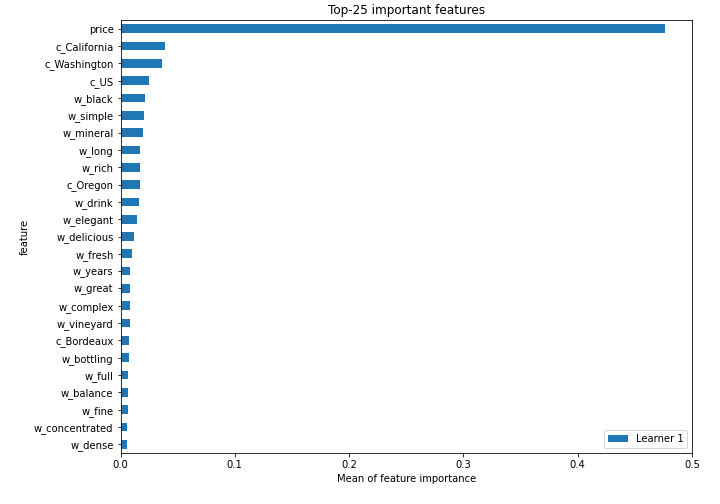 Top-25 important features
price
c_California
c_Washington
c_US
w_black
w_simple
w_mineral
w_long
w_rich
c_Oregon
w_drink
w_elegant
w_delicious
w_fresh
w_years
w_great
w_complex
w_vineyard
c_Bordeaux
w_bottling
w_full
w_balance
w_fine
w_concentrated
w_dense
feature
Learner 1
0.0 0.1 0.2 0.3 0.4 0.5
Mean of feature importance